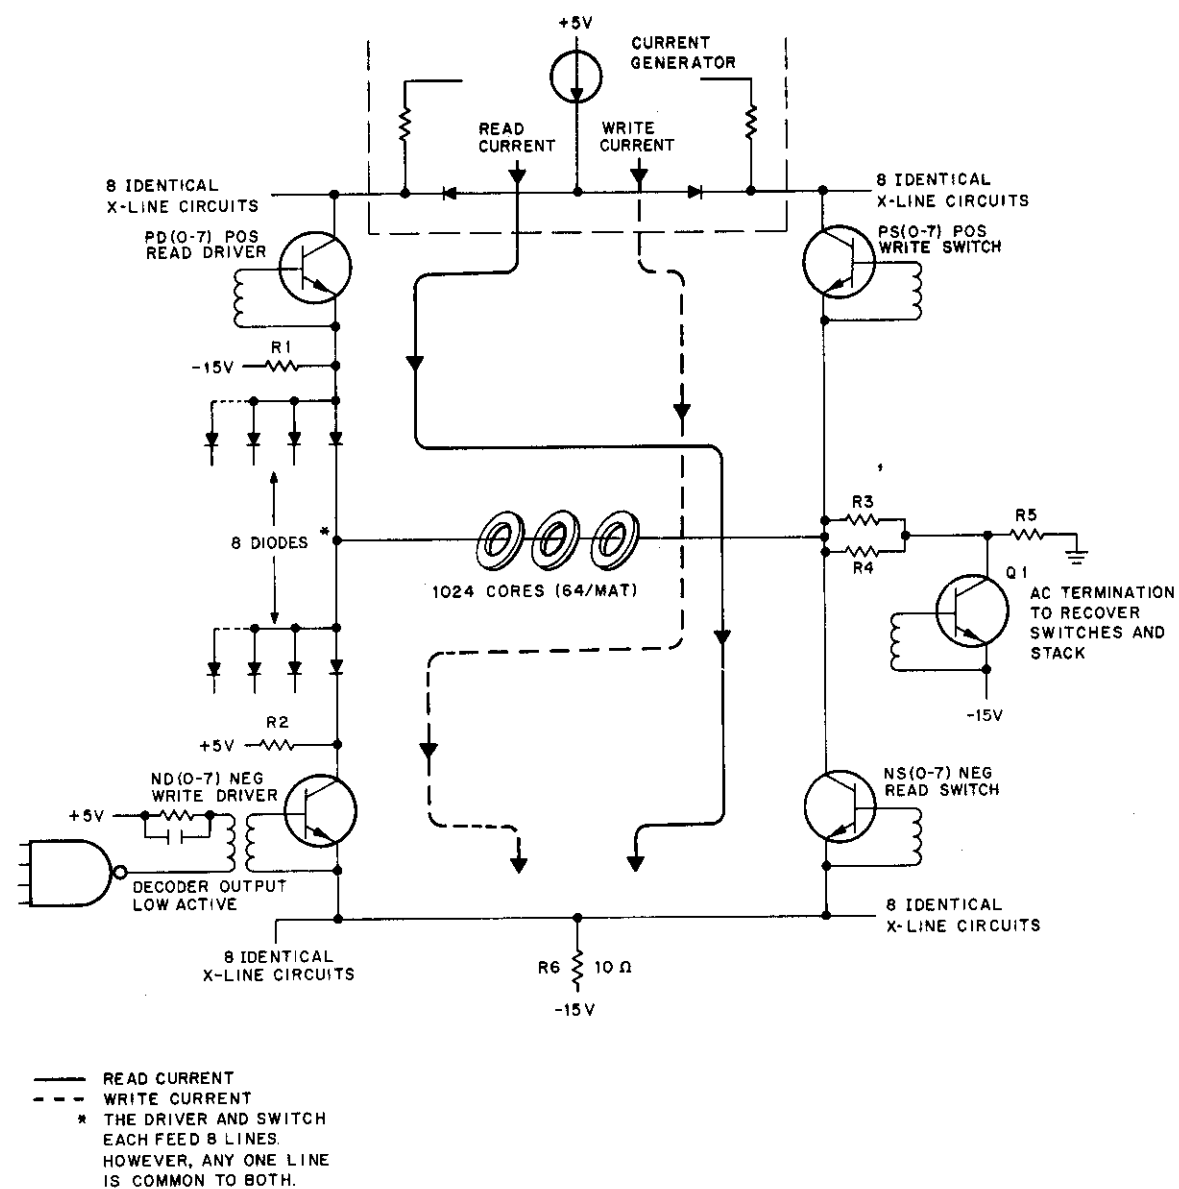 +5V
CURRENT
GENERATOR
READ
CURRENT
WRITE
CURRENT
8 IDENTICAL
X-LINE CIRCUITS
8 IDENTICAL
X-LINE CIRCUITS
PD(0-7) POS
READ DRIVER
PS(0-7) POS
WRITE SWITCH
R1
-15V
8 DIODES
*
1024 CORES (64/MAT)
R3
R4
R5
Q1
AC TERMINATION
TO RECOVER
SWITCHES AND
STACK
-15V
R2
+5V
ND(0-7) NEG
WRITE DRIVER
+5V
DECODER OUTPUT
LOW ACTIVE
NS(0-7) NEG
READ SWITCH
8 IDENTICAL
X-LINE CIRCUITS
8 IDENTICAL
X-LINE CIRCUITS
R6
10 Ω
-15V
READ CURRENT
WRITE CURRENT
* THE DRIVER AND SWITCH
EACH FEED 8 LINES.
HOWEVER, ANY ONE LINE
IS COMMON TO BOTH.